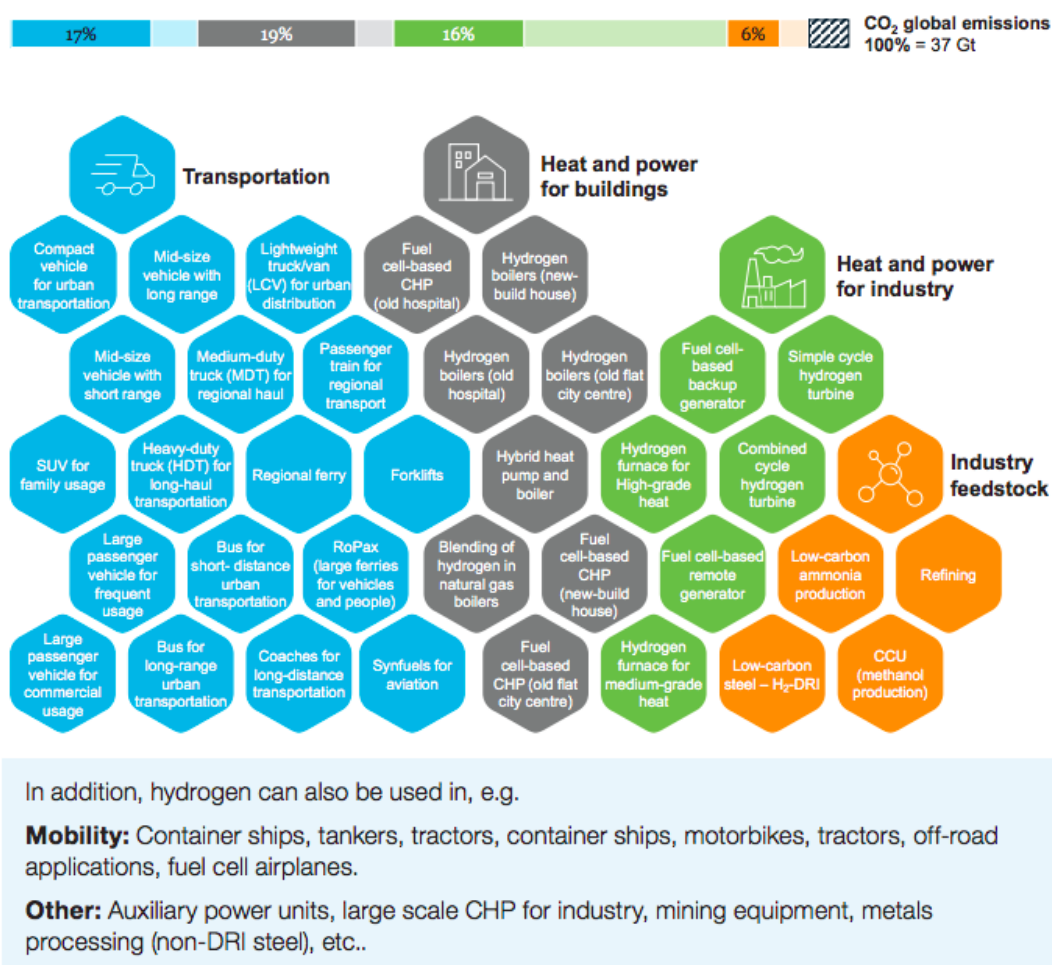 17%
19%
16%
6%
CO₂ global emissions
100% = 37 Gt
Transportation
Heat and power
for buildings
Heat and power
for industry
Industry
feedstock
Compact
vehicle
for urban
transportation
Mid-size
vehicle with
long range
Lightweight
truck/van
(LCV) for urban
distribution
Fuel
cell-based
CHP
(old hospital)
Hydrogen
boilers (new-
build house)
Mid-size
vehicle with
short range
Medium-duty
truck (MDT) for
regional haul
Passenger
train for
regional
transport
Hydrogen
boilers (old
hospital)
Hydrogen
boilers (old flat
city centre)
Fuel cell-
based
backup
generator
Simple cycle
hydrogen
turbine
SUV for
family usage
Heavy-duty
truck (HDT) for
long-haul
transportation
Regional ferry
Forklifts
Hybrid heat
pump and
boiler
Hydrogen
furnace for
High-grade
heat
Combined
cycle
hydrogen
turbine
Large
passenger
vehicle for
frequent
usage
Bus for
short- distance
urban
transportation
RoPax
(large ferries
for vehicles
and people)
Blending of
hydrogen in
natural gas
boilers
Fuel
cell-based
CHP
(new-build
house)
Fuel cell-based
remote
generator
Low-carbon
ammonia
production
Refining
Large
passenger
vehicle for
commercial
usage
Bus for
long-range
urban
transportation
Coaches for
long-distance
transportation
Synfuels for
aviation
Fuel
cell-based
CHP (old flat
city centre)
Hydrogen
furnace for
medium-grade
heat
Low-carbon
steel – H₂-DRI
CCU
(methanol
production)
In addition, hydrogen can also be used in, e.g.
Mobility: Container ships, tankers, tractors, container ships, motorbikes, tractors, off-road
applications, fuel cell airplanes.
Other: Auxiliary power units, large scale CHP for industry, mining equipment, metals
processing (non-DRI steel), etc..